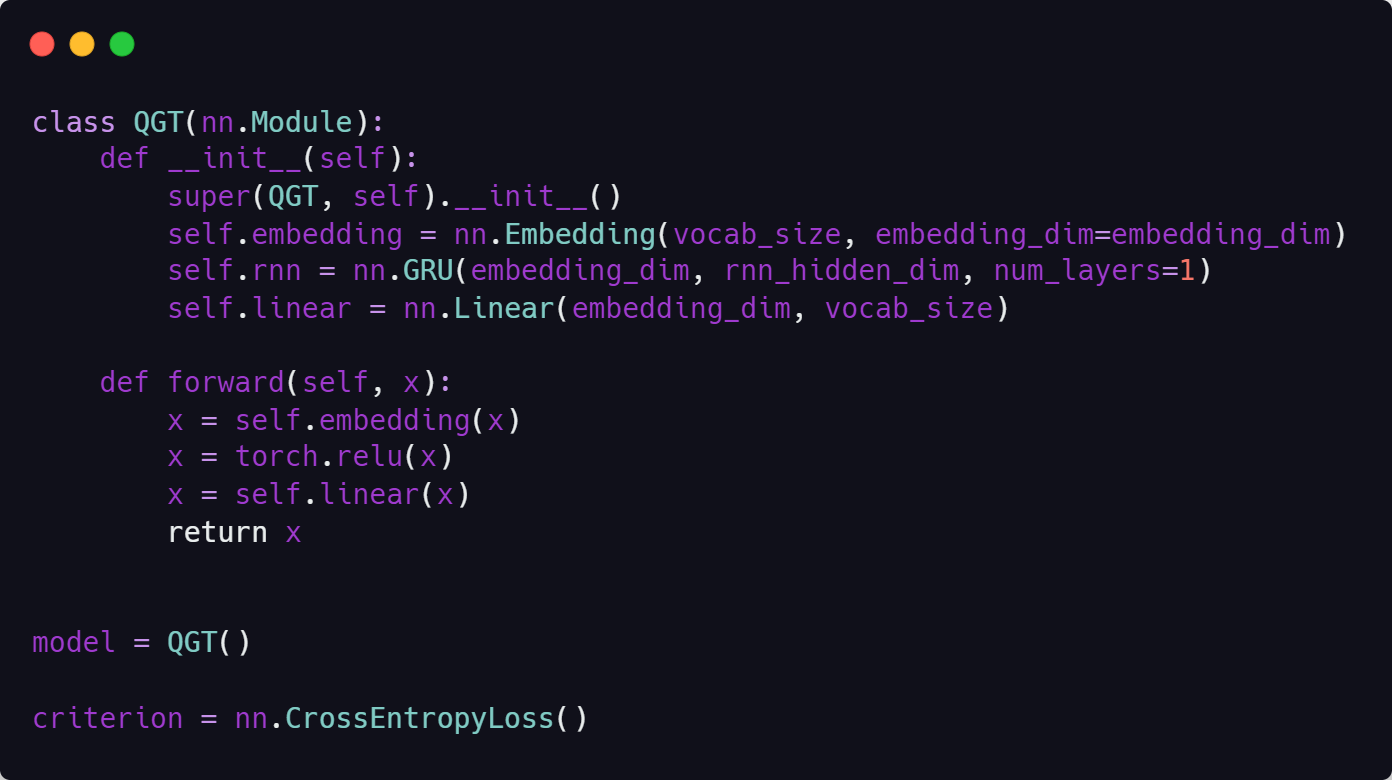 class QGT(nn.Module):
    def __init__(self):
        super(QGT, self).__init__()
        self.embedding = nn.Embedding(vocab_size, embedding_dim=embedding_dim)
        self.rnn = nn.GRU(embedding_dim, rnn_hidden_dim, num_layers=1)
        self.linear = nn.Linear(embedding_dim, vocab_size)

    def forward(self, x):
        x = self.embedding(x)
        x = torch.relu(x)
        x = self.linear(x)
        return x


model = QGT()

criterion = nn.CrossEntropyLoss()